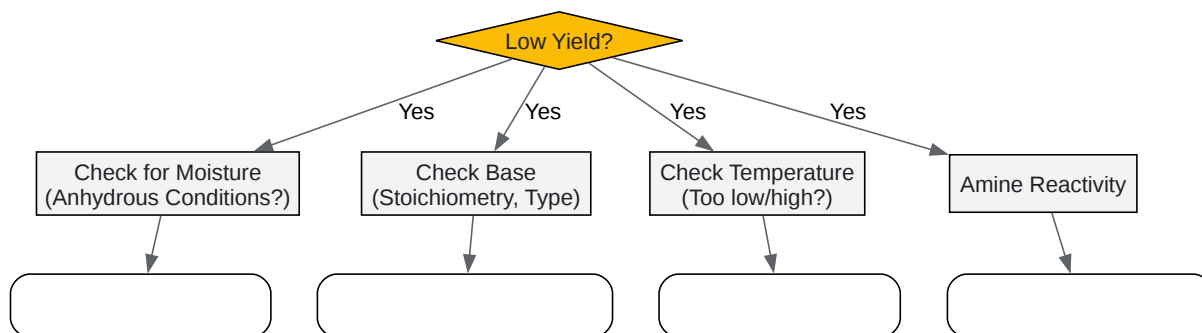 Low Yield?
Yes
Yes
Yes
Yes
Check for Moisture
(Anhydrous Conditions?)
Check Base
(Stoichiometry, Type)
Check Temperature
(Too low/high?)
Amine Reactivity